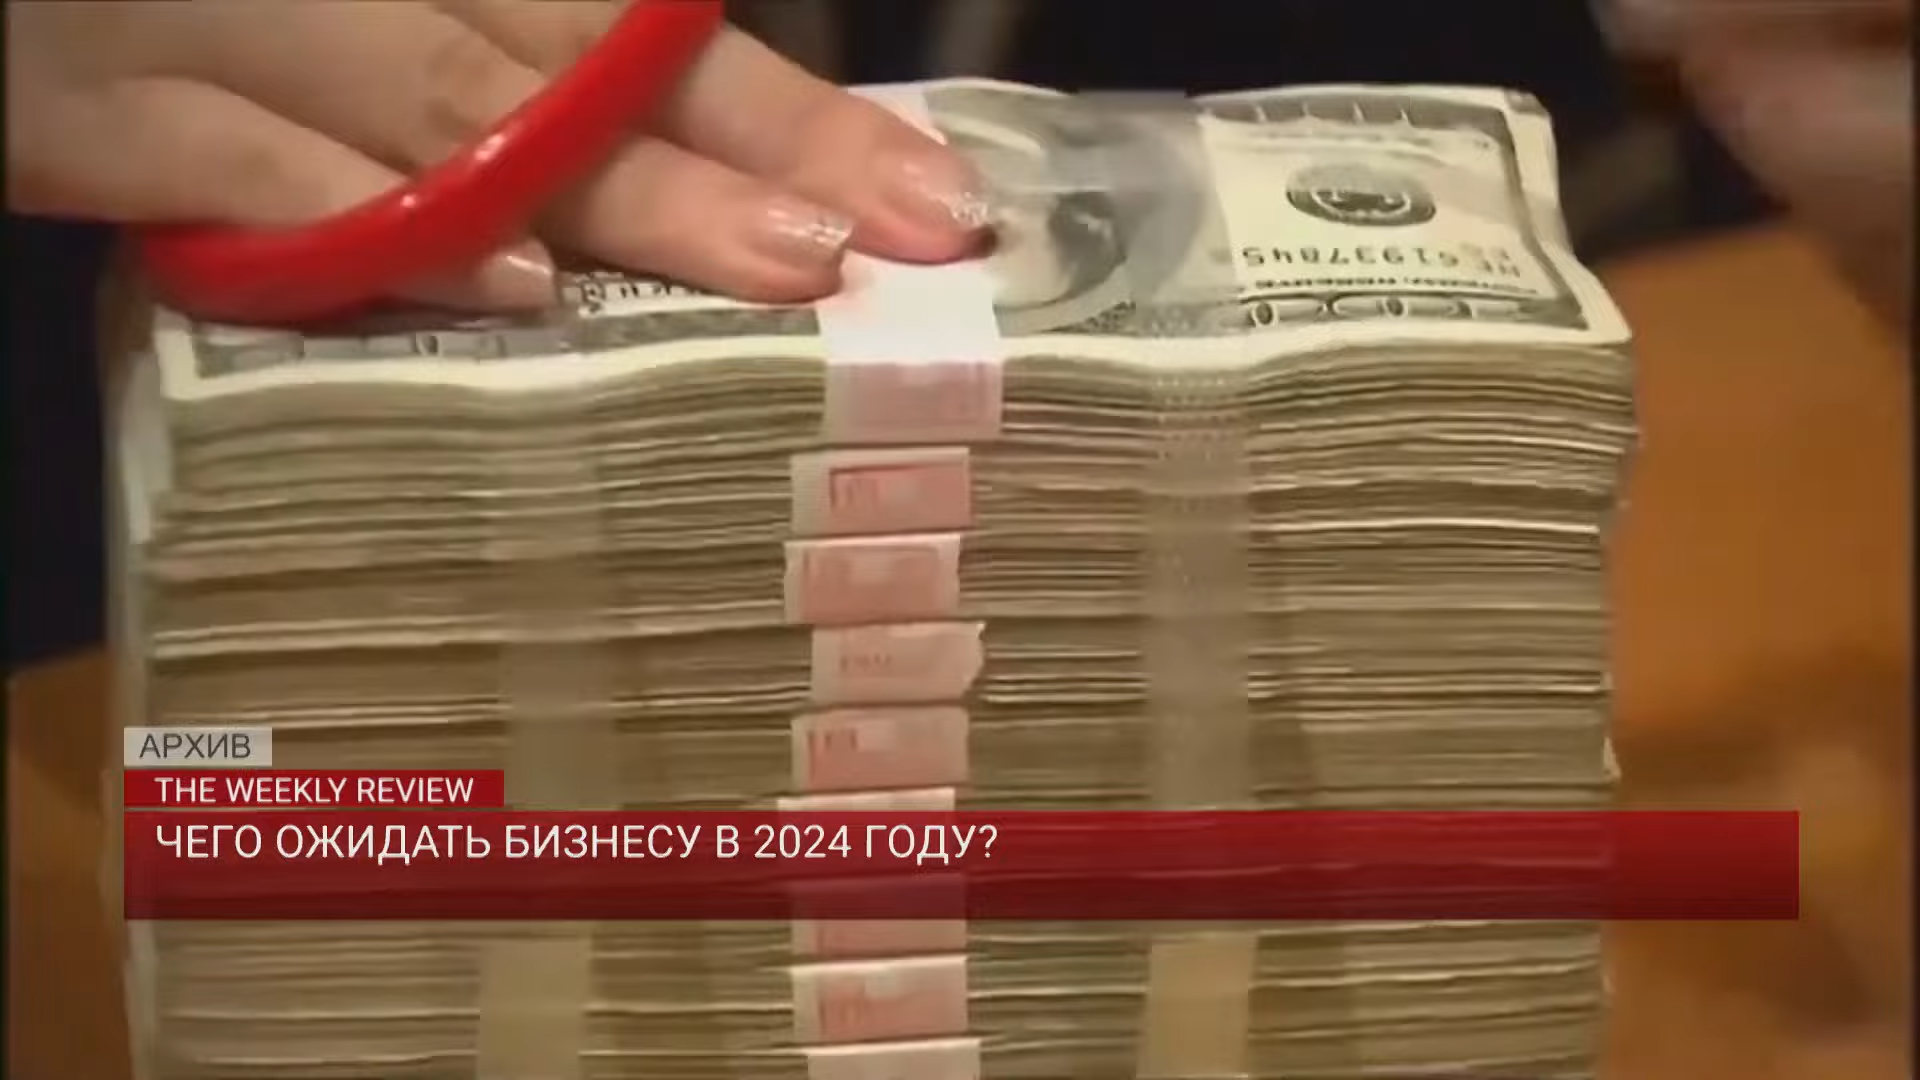 АРХИВ
THE WEEKLY REVIEW
ЧЕГО ОЖИДАТЬ БИЗНЕСУ В 2024 ГОДУ?